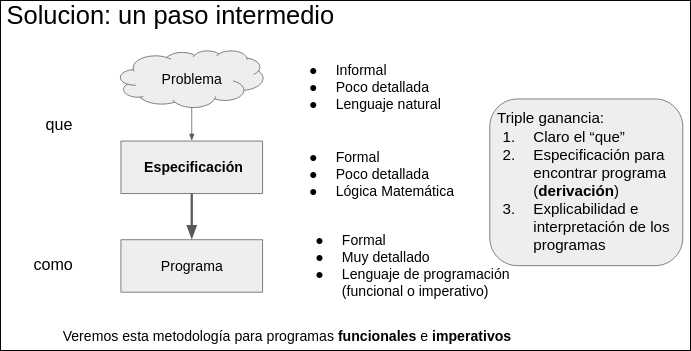 Solucion: un paso intermedio
Problema
● Informal
● Poco detallada
● Lenguaje natural
que
Especificación
● Formal
● Poco detallada
● Lógica Matemática
como
Programa
● Formal
● Muy detallado
● Lenguaje de programación
(funcional o imperativo)
Triple ganancia:
1. Claro el “que”
2. Especificación para
encontrar programa
(derivación)
3. Explicabilidad e
interpretación de los
programas
Veremos esta metodología para programas funcionales e imperativos